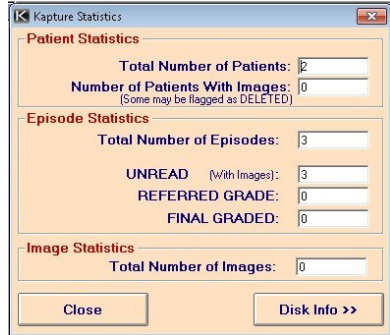 Kapture Statistics
Patient Statistics
Total Number of Patients: 2
Number of Patients With Images: 0
(Some may be flagged as DELETED)
Episode Statistics
Total Number of Episodes: 3
UNREAD (With Images): 3
REFERRED GRADE: 0
FINAL GRADED: 0
Image Statistics
Total Number of Images: 0
Close Disk Info >>